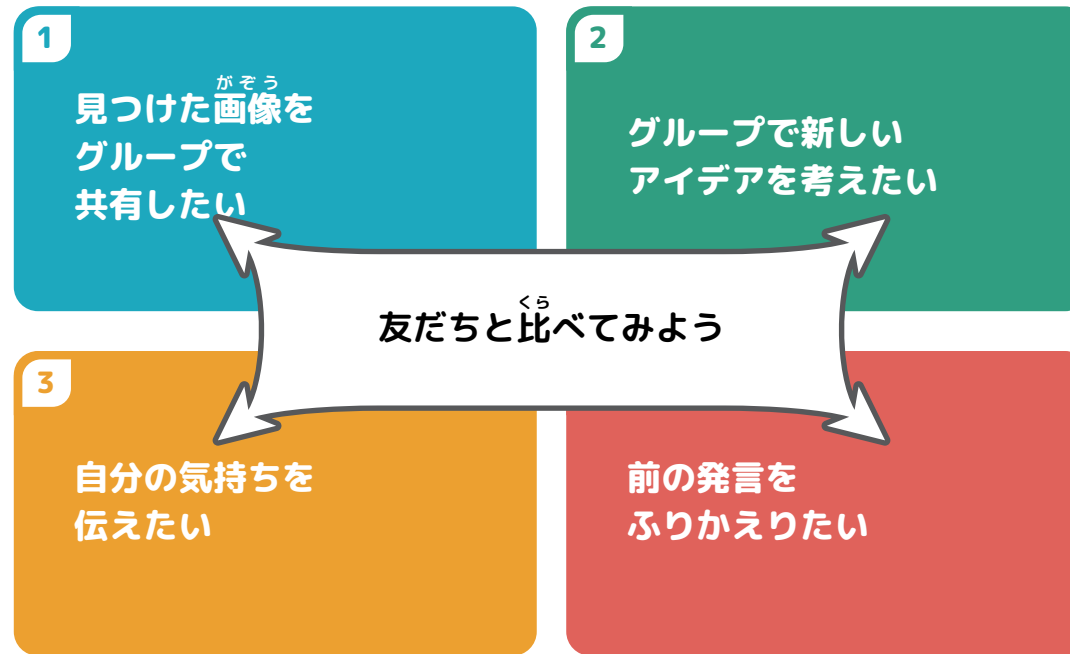 1
見つけた画像を
がぞう
グループで
共有したい
2
グループで新しい
アイデアを考えたい
友だちと比べてみよう
くら
3
自分の気持ちを
伝えたい
前の発言を
ふりかえりたい